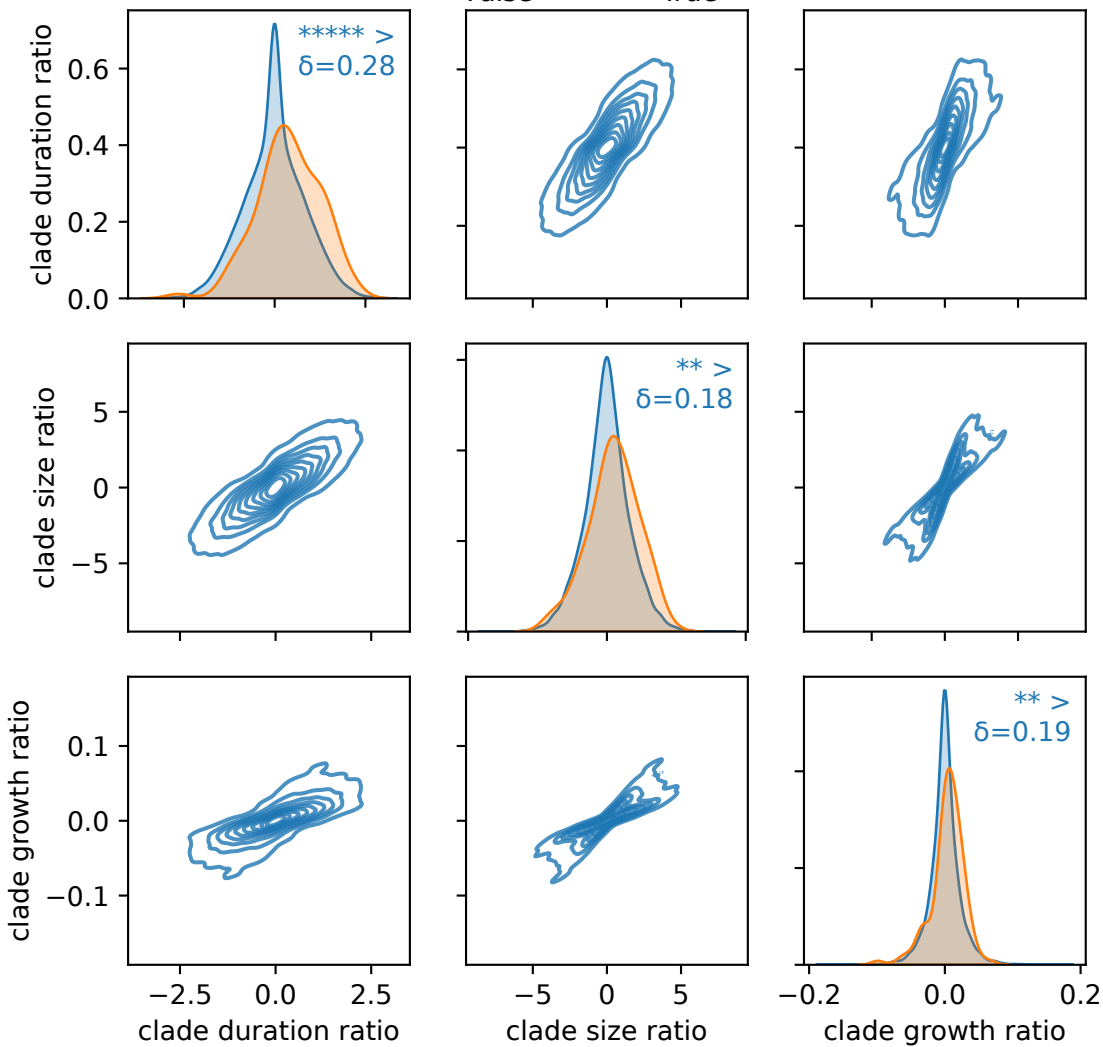 clade duration ratio
0.6
0.4
0.2
0.0
***** >
δ=0.28
clade size ratio
5
0
−5
** >
δ=0.18
clade growth ratio
0.1
0.0
−0.1
** >
δ=0.19
−2.5 0.0 2.5
−5 0 5
−0.2 0.0 0.2
clade duration ratio
clade size ratio
clade growth ratio